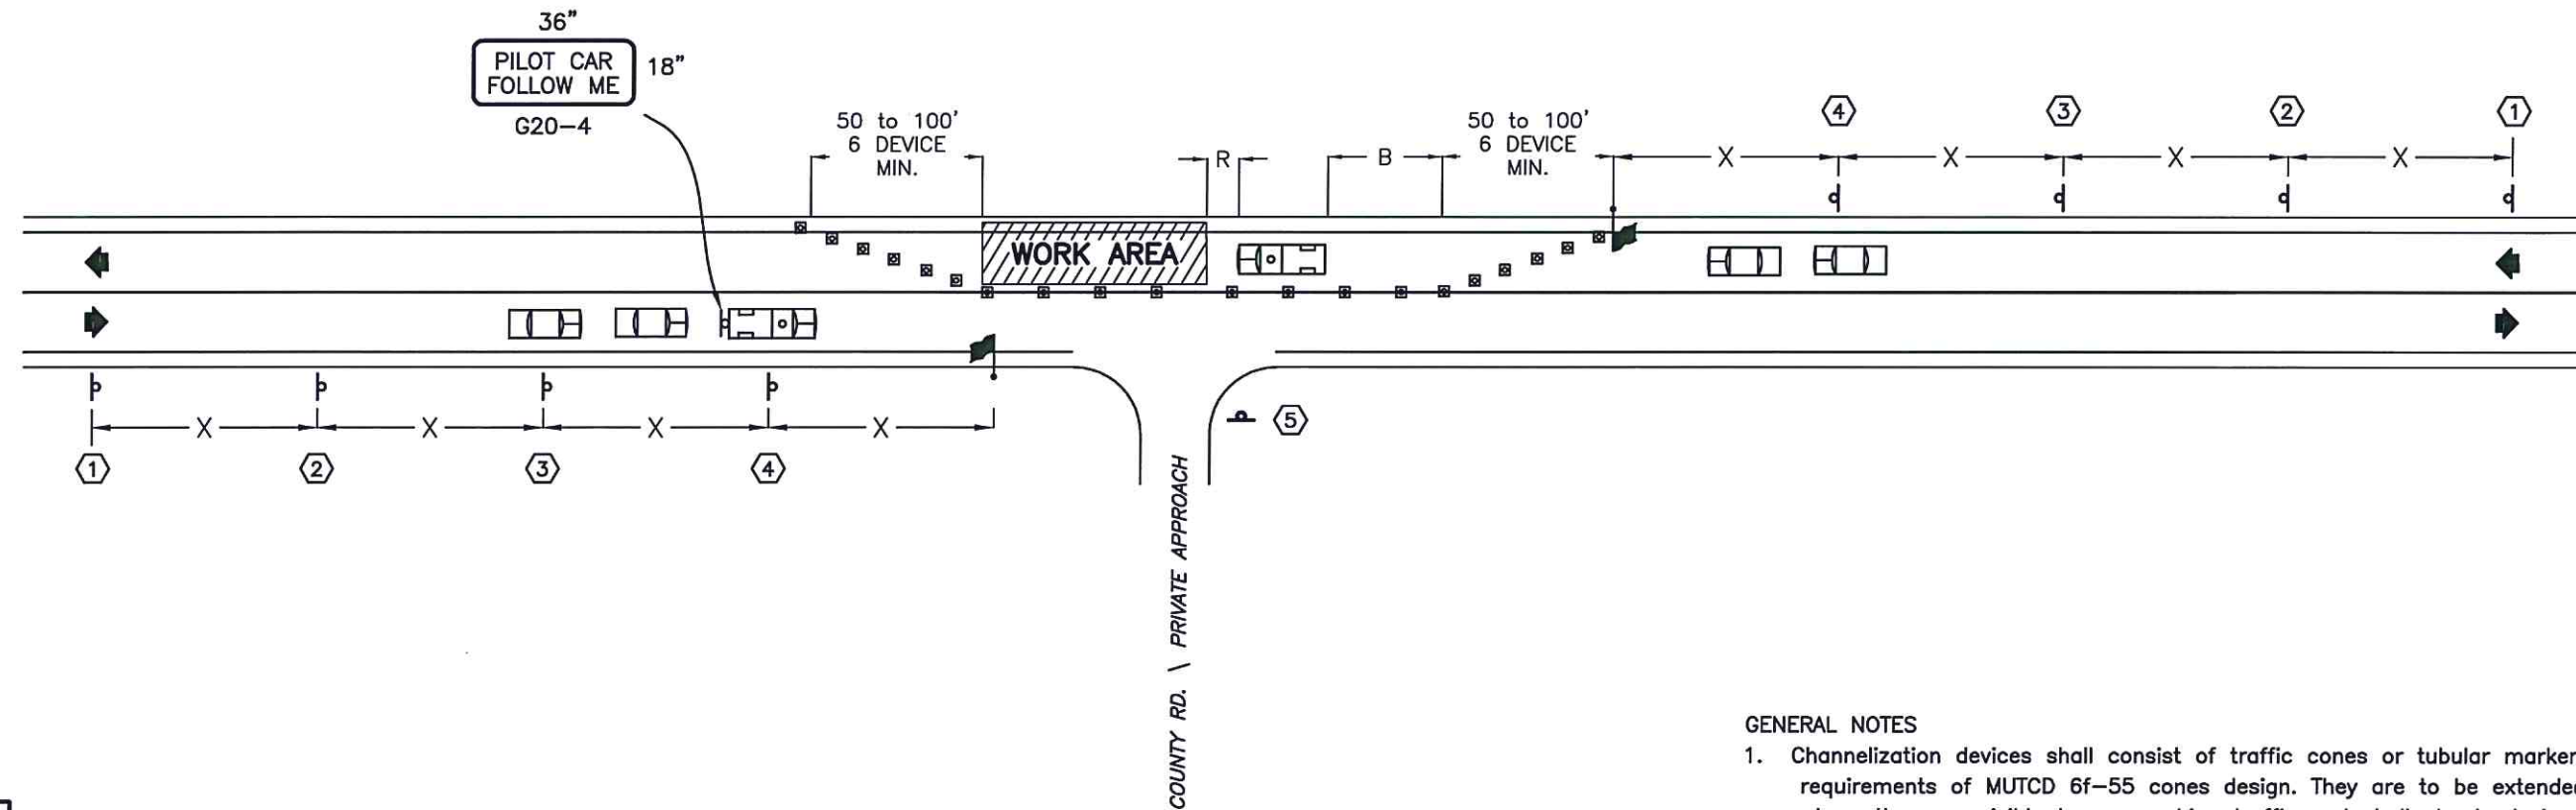 36"
PILOT CAR
FOLLOW ME
18"
G20-4
50 to 100'
6 DEVICE
MIN.
R
B
50 to 100'
6 DEVICE
MIN.
4
3
2
1
X
X
X
X
WORK AREA
X
X
X
X
1
2
3
4
5
COUNTY RD. \ PRIVATE APPROACH
GENERAL NOTES
1. Channelization devices shall consist of traffic cones or tubular marker
requirements of MUTCD 6f-55 cones design. They are to be extende